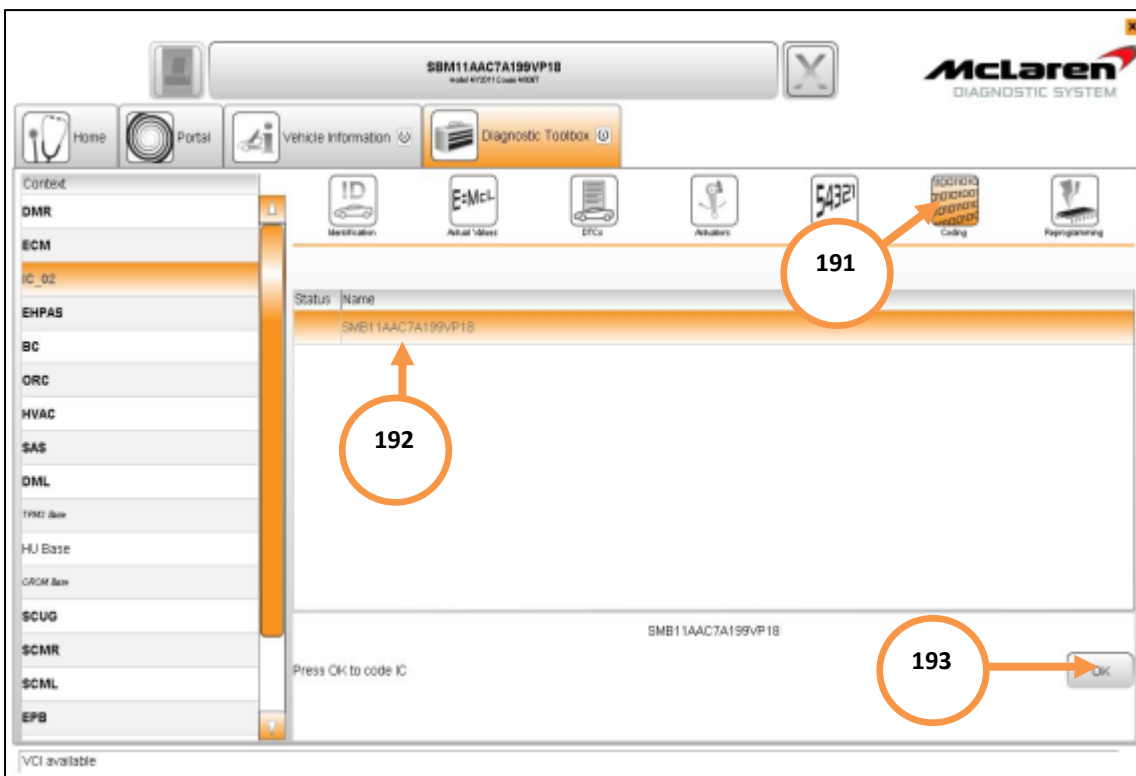 SBM11AAC7A199VP18
McLaren
DIAGNOSTIC SYSTEM
Home
Portal
Vehicle Information
Diagnostic Toolbox
Context
DMR
ECM
IC_02
EHPAS
BC
ORC
HVAC
SAS
DML
HU Base
SCUG
SCMR
SCML
EPB
ID
Identification
E=McL
Actual Values
DTCs
Actuators
54321
Coding
Reprogramming
191
Status Name
SMB11AAC7A199VP18
192
SMB11AAC7A199VP18
Press OK to code IC
193
OK
VCI available